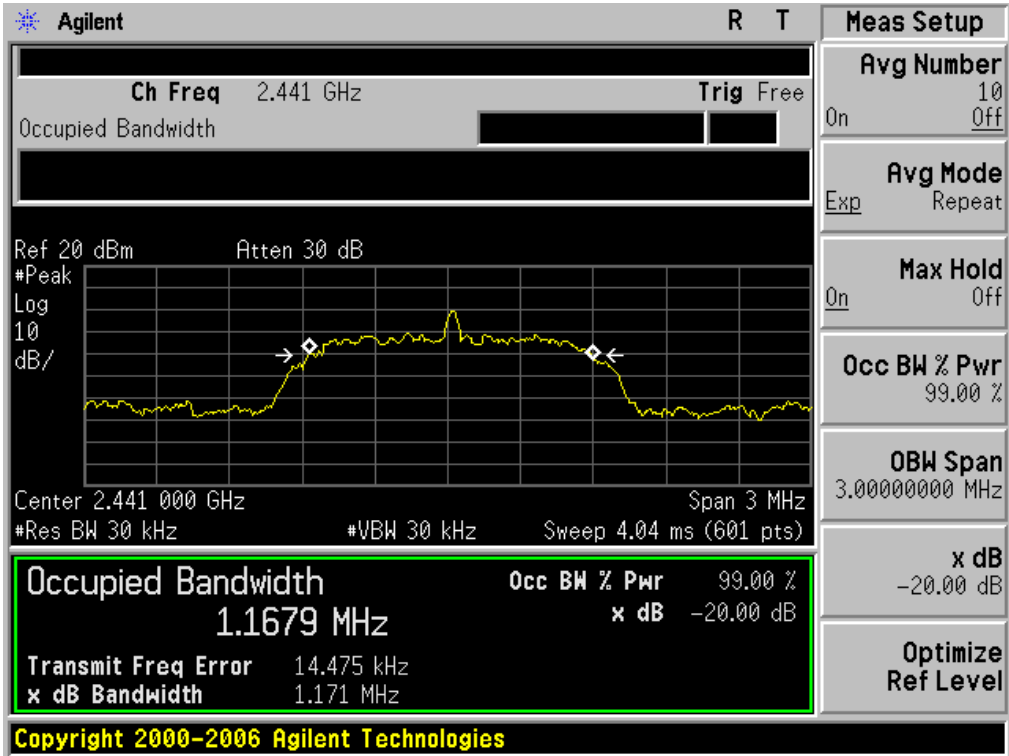 Agilent R T
Ch Freq 2.441 GHz Trig Free
Occupied Bandwidth
Ref 20 dBm Atten 30 dB
#Peak
Log
10
dB/
Center 2.441 000 GHz Span 3 MHz
#Res BW 30 kHz #VBW 30 kHz Sweep 4.04 ms (601 pts)
Occupied Bandwidth Occ BW % Pwr 99.00 %
1.1679 MHz x dB -20.00 dB
Transmit Freq Error 14.475 kHz
x dB Bandwidth 1.171 MHz
Copyright 2000-2006 Agilent Technologies
Meas Setup
Avg Number
10
On Off
Avg Mode
Exp Repeat
Max Hold
On Off
Occ BW % Pwr
99.00 %
OBW Span
3.00000000 MHz
x dB
-20.00 dB
Optimize
Ref Level